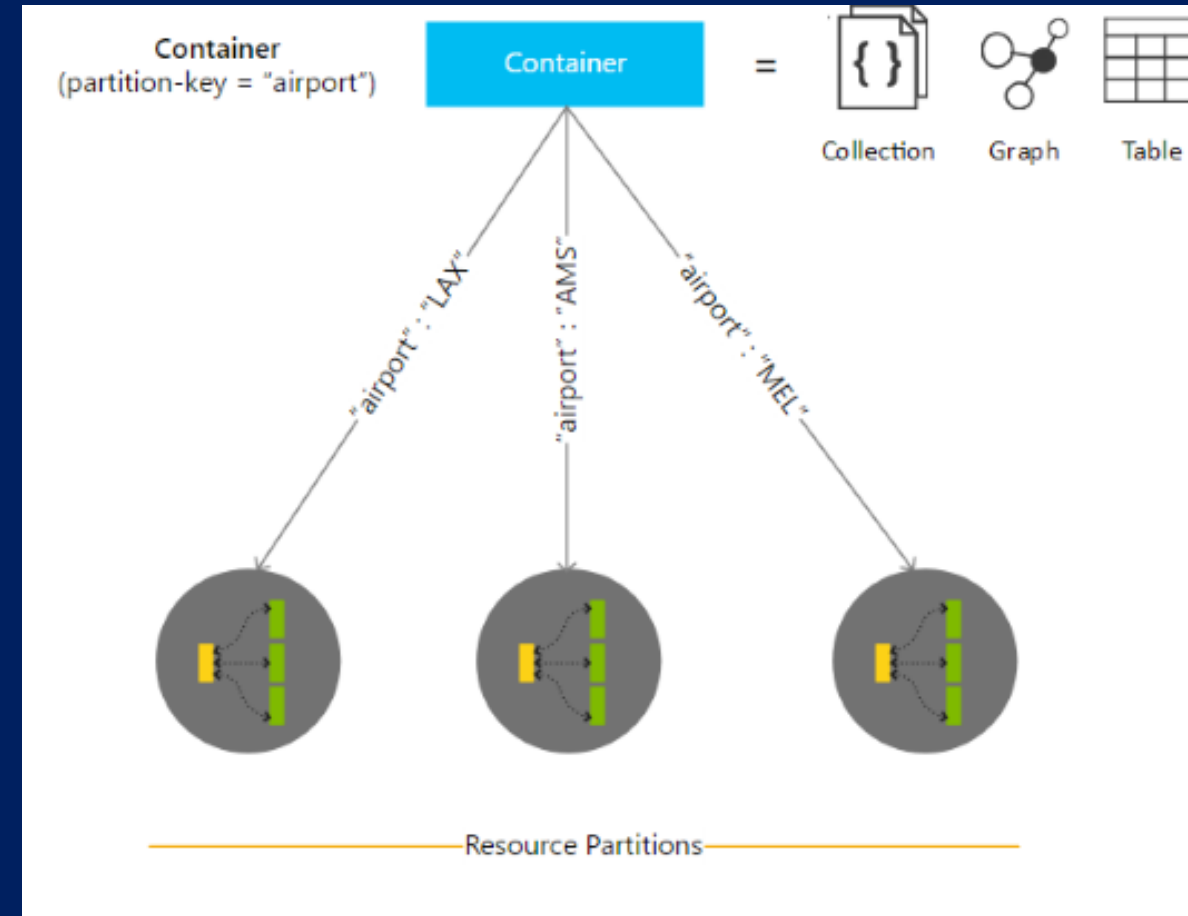 Container
(partition-key = "airport")
Container
=
{ }
Collection
Graph
Table
"airport" : "LAX"
"airport" : "AMS"
"airport" : "MEL"
Resource Partitions